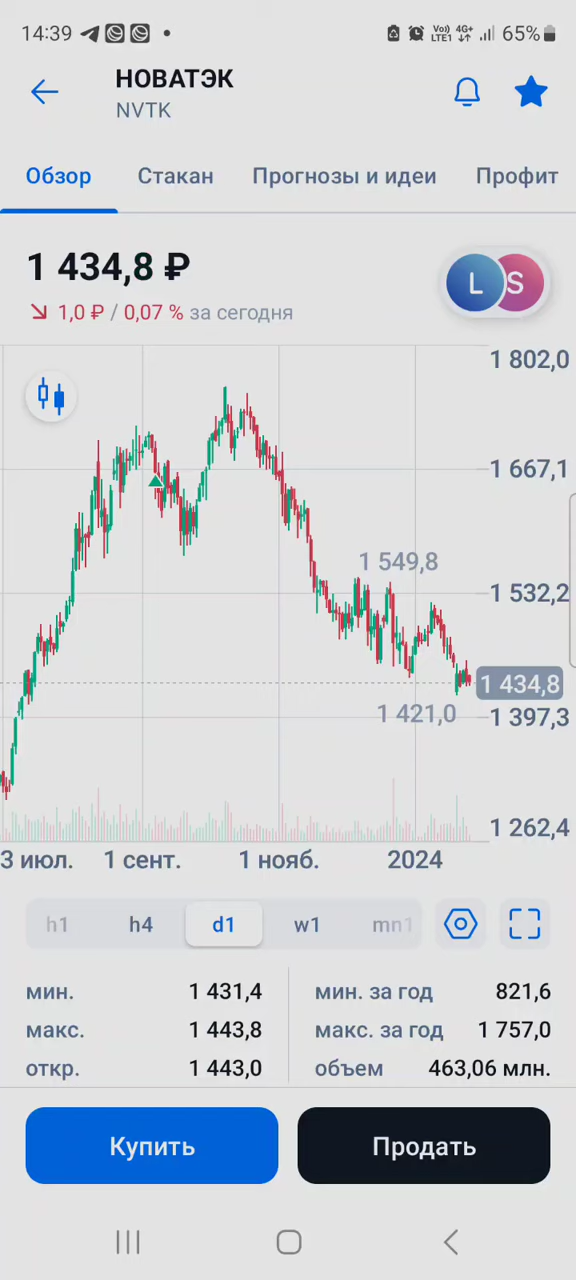 14:39 Vo)) LTE1 4G+ 65%
НОВАТЭК
NVTK
Обзор Стакан Прогнозы и идеи Профит
1 434,8 ₽
1,0 ₽ / 0,07 % за сегодня
L S
1 802,0
1 667,1
1 549,8
1 532,2
1 434,8
1 421,0
1 397,3
1 262,4
3 июл. 1 сент. 1 нояб. 2024
h1 h4 d1 w1 mn1
мин. 1 431,4 мин. за год 821,6
макс. 1 443,8 макс. за год 1 757,0
откр. 1 443,0 объем 463,06 млн.
Купить Продать